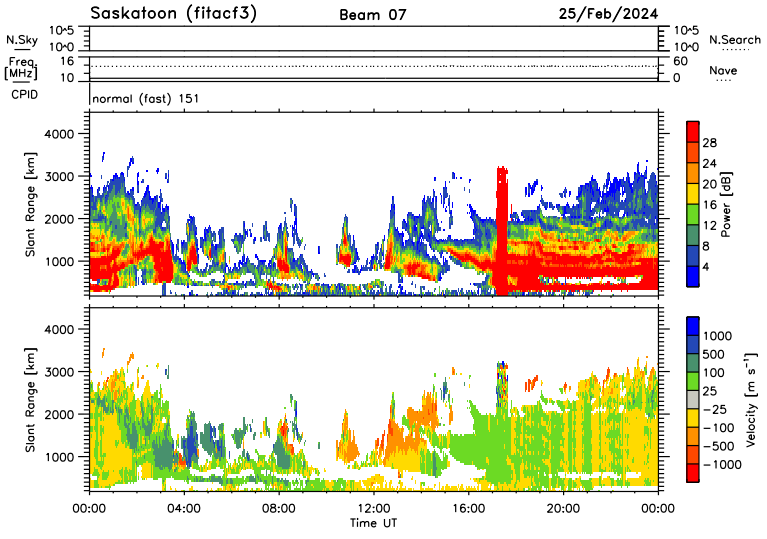 Saskatoon (fitacf3) Beam 07 25/Feb/2024
N.Sky 10^5 10^0 10^5 10^0 N.Search
Freq. [MHz] 16 10 60 0 Nave
CPID normal (fast) 151
Slant Range [km] 4000 3000 2000 1000
Power [dB] 28 24 20 16 12 8 4
Slant Range [km] 4000 3000 2000 1000
Velocity [m s⁻¹] 1000 500 100 25 −25 −100 −500 −1000
00:00 04:00 08:00 12:00 16:00 20:00 00:00
Time UT